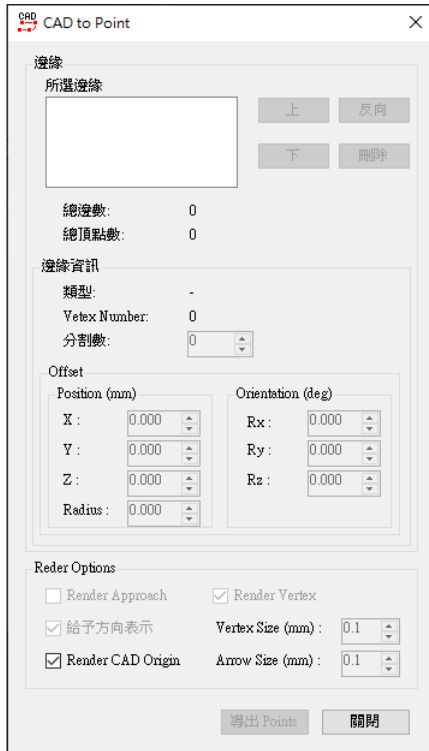 CAD
CAD to Point
邊緣
所選邊緣
上 反向
下 刪除
總邊數: 0
總頂點數: 0
邊緣資訊
類型: -
Vetex Number: 0
分割數: 0
Offset
Position (mm) Orientation (deg)
X : 0.000 Rx : 0.000
Y : 0.000 Ry : 0.000
Z : 0.000 Rz : 0.000
Radius : 0.000
Reder Options
Render Approach Render Vertex
給予方向表示 Vertex Size (mm) : 0.1
Render CAD Origin Arrow Size (mm) : 0.1
導出 Points 關閉